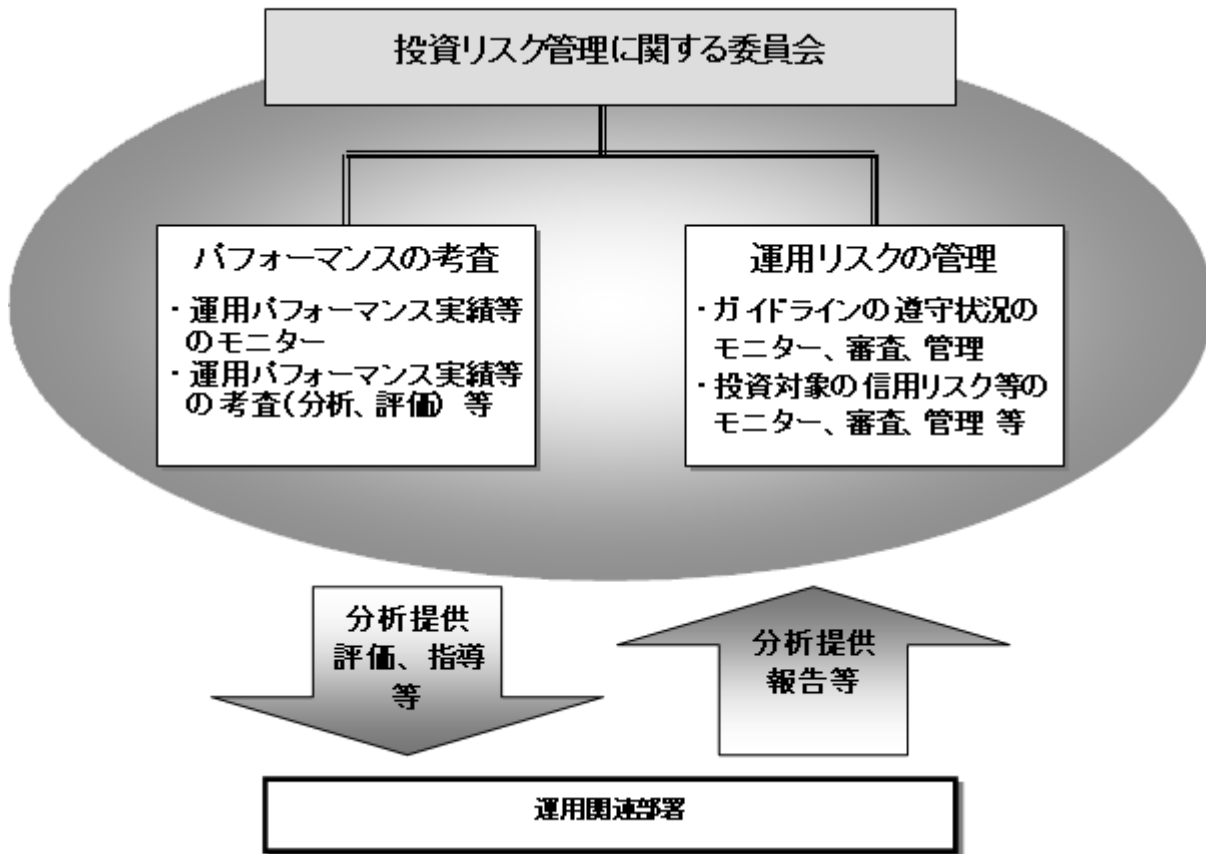 投資リスク管理に関する委員会
パフォーマンスの考査
・運用パフォーマンス実績等
のモニター
・運用パフォーマンス実績等
の考査(分析、評価) 等
運用リスクの管理
・ガイドラインの遵守状況の
モニター、審査、管理
・投資対象の信用リスク等の
モニター、審査、管理 等
分析提供
評価、指導
等
分析提供
報告等
運用関連部署